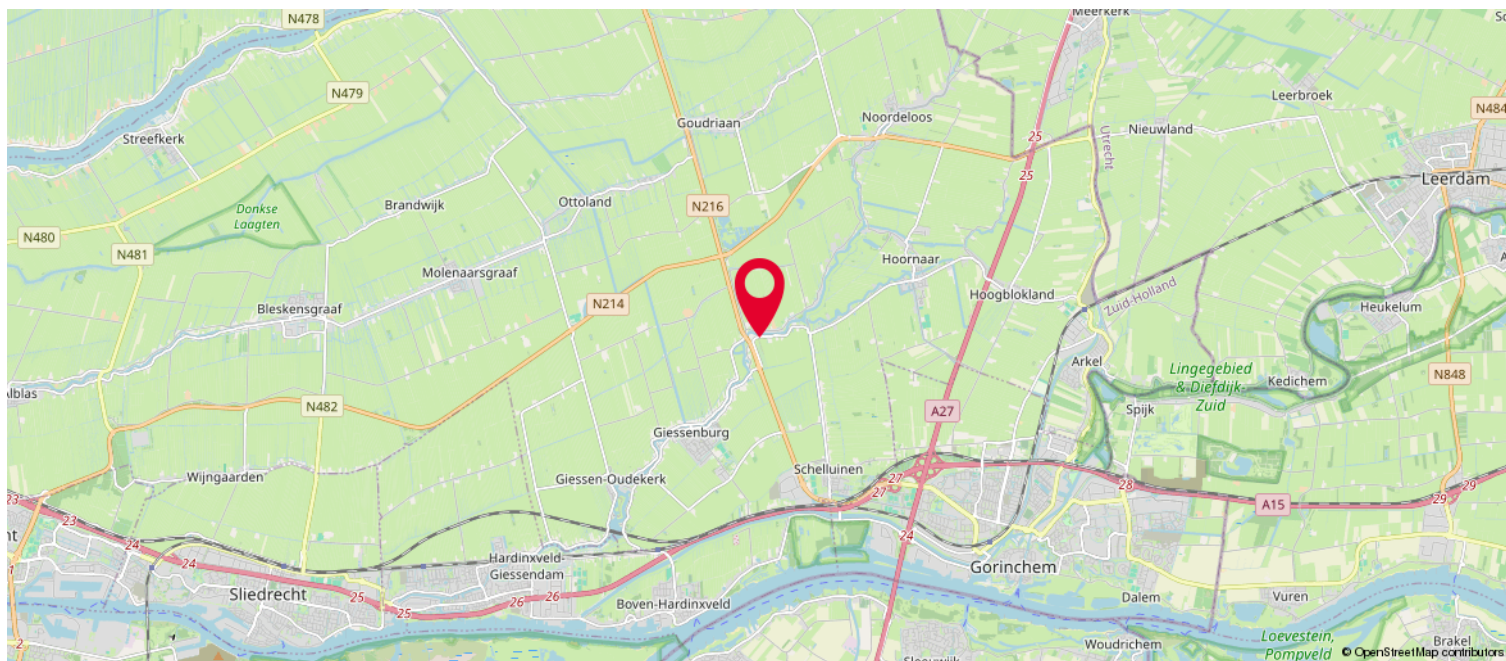 N478
Meerkerk
N479
Leerbroek
N484
Streefkerk
Goudriaan
Noordeloos
25
Nieuwland
Utrecht
25
Leerdam
Donkse
Laagten
Brandwijk
Ottoland
N216
N480
N481
Hoornaar
Molenaarsgraaf
Hoogblokland
Zuid-Holland
N214
Bleskensgraaf
Heukelum
Arkel
Lingegebied
& Diefdijk-
Zuid
Kedichem
N848
Alblas
N482
A27
Spijk
Giessenburg
Schelluinen
Wijngaarden
Giessen-Oudekerk
27
27
28
29
29
A15
23
23
24
24
24
Hardinxveld-
Giessendam
Gorinchem
Sliedrecht
25
25
26
26
Boven-Hardinxveld
Dalem
Vuren
1
2
Woudrichem
Loevestein,
Pompveld
Brakel
© OpenStreetMap contributors